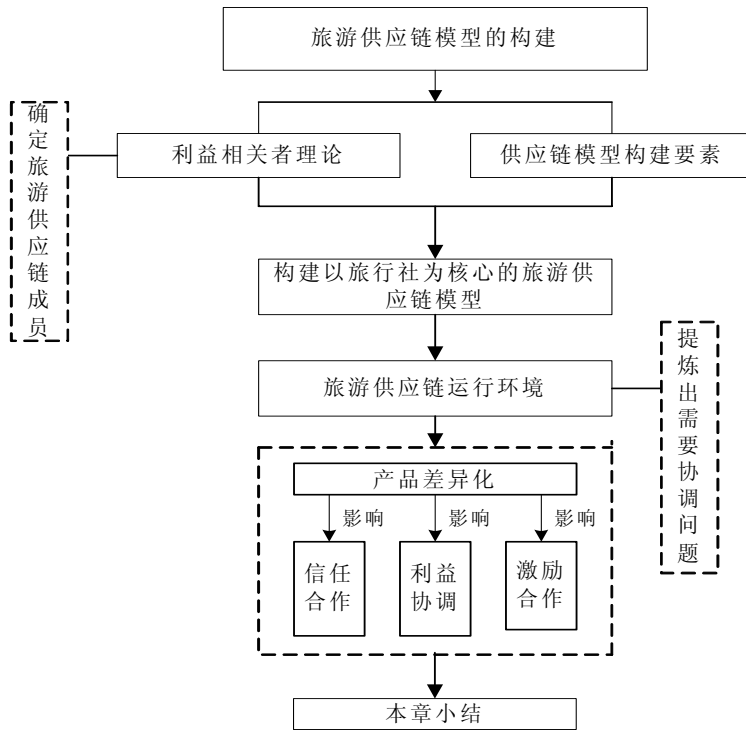 旅游供应链模型的构建
确定旅游供应链成员
利益相关者理论
供应链模型构建要素
构建以旅行社为核心的旅游供
应链模型
旅游供应链运行环境
提炼出需要协调问题
产品差异化
影响
影响
影响
信任
合作
利益
协调
激励
合作
本章小结